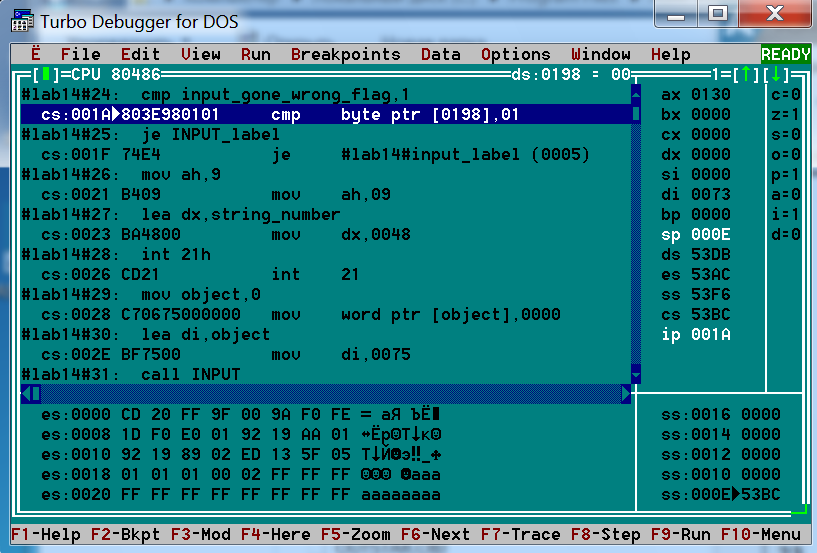 Turbo Debugger for DOS
Ë File Edit View Run Breakpoints Data Options Window Help READY
[▮]=CPU 80486 ds:0198 = 00 1=[↑][↓]
#lab14#24: cmp input_gone_wrong_flag,1
cs:001A▶803E980101 cmp byte ptr [0198],01
#lab14#25: je INPUT_label
cs:001F 74E4 je #lab14#input_label (0005)
#lab14#26: mov ah,9
cs:0021 B409 mov ah,09
#lab14#27: lea dx,string_number
cs:0023 BA4800 mov dx,0048
#lab14#28: int 21h
cs:0026 CD21 int 21
#lab14#29: mov object,0
cs:0028 C70675000000 mov word ptr [object],0000
#lab14#30: lea di,object
cs:002E BF7500 mov di,0075
#lab14#31: call INPUT
ax 0130 c=0
bx 0000 z=1
cx 0000 s=0
dx 0000 o=0
si 0000 p=1
di 0073 a=0
bp 0000 i=1
sp 000E d=0
ds 53DB
es 53AC
ss 53F6
cs 53BC
ip 001A
es:0000 CD 20 FF 9F 00 9A F0 FE = аЯ ЪЁ■
es:0008 1D F0 E0 01 92 19 AA 01 ↔Ёр☺Т↓к☺
es:0010 92 19 89 02 ED 13 5F 05 Т↓Й☻э‼_♣
es:0018 01 01 01 00 02 FF FF FF ☺☺☺ ☻ааа
es:0020 FF FF FF FF FF FF FF FF аааааааа
ss:0016 0000
ss:0014 0000
ss:0012 0000
ss:0010 0000
ss:000E▶53BC
F1-Help F2-Bkpt F3-Mod F4-Here F5-Zoom F6-Next F7-Trace F8-Step F9-Run F10-Menu